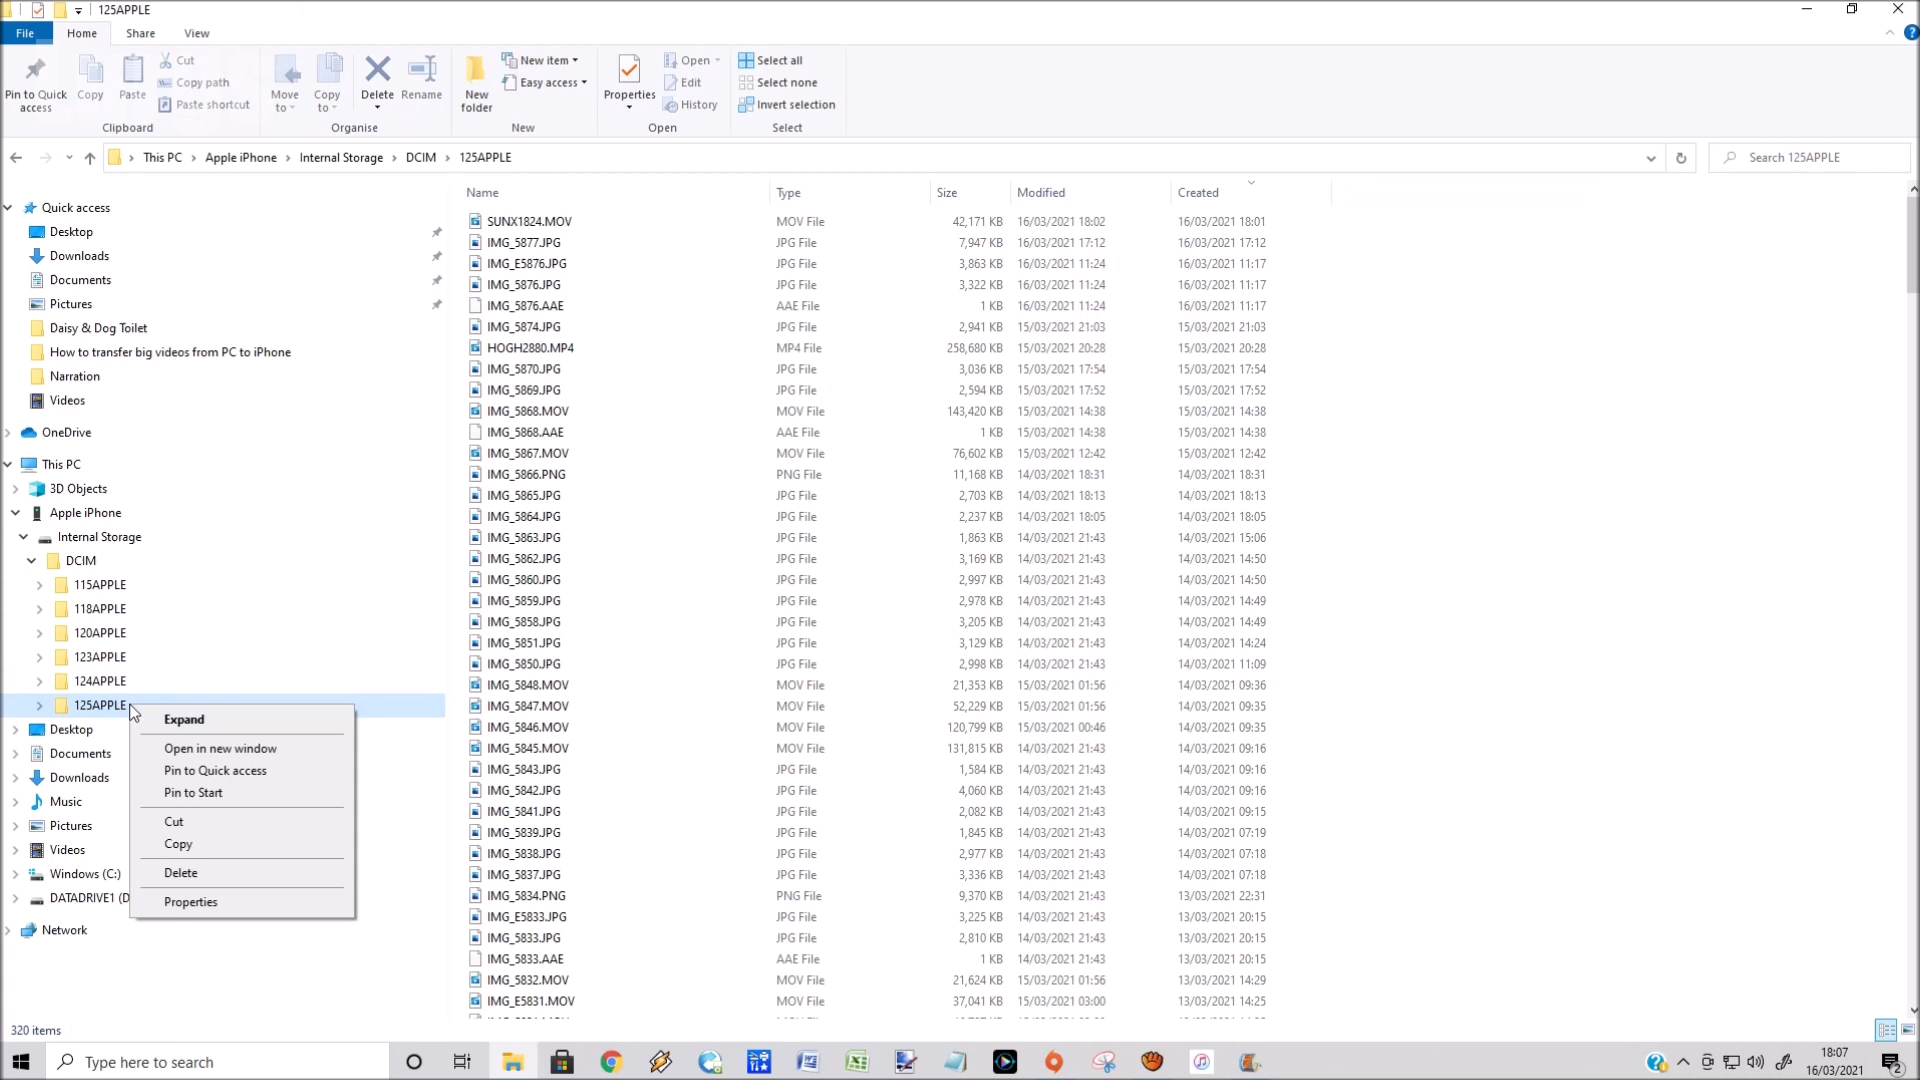 125APPLE
File Home Share View
Pin to Quick access
Copy
Paste
Cut
Copy path
Paste shortcut
Clipboard
Move to
Copy to
Delete
Rename
Organise
New folder
New item
Easy access
New
Properties
Open
Edit
History
Open
Select all
Select none
Invert selection
Select
This PC › Apple iPhone › Internal Storage › DCIM › 125APPLE
Search 125APPLE
Quick access
Desktop
Downloads
Documents
Pictures
Daisy & Dog Toilet
How to transfer big videos from PC to iPhone
Narration
Videos
OneDrive
This PC
3D Objects
Apple iPhone
Internal Storage
DCIM
115APPLE
118APPLE
120APPLE
123APPLE
124APPLE
125APPLE
Desktop
Documents
Downloads
Music
Pictures
Videos
Windows (C:)
DATADRIVE1 (D
Network
Expand
Open in new window
Pin to Quick access
Pin to Start
Cut
Copy
Delete
Properties
Name Type Size Modified Created
SUNX1824.MOV MOV File 42,171 KB 16/03/2021 18:02 16/03/2021 18:01
IMG_5877.JPG JPG File 7,947 KB 16/03/2021 17:12 16/03/2021 17:12
IMG_E5876.JPG JPG File 3,863 KB 16/03/2021 11:24 16/03/2021 11:17
IMG_5876.JPG JPG File 3,322 KB 16/03/2021 11:24 16/03/2021 11:17
IMG_5876.AAE AAE File 1 KB 16/03/2021 11:24 16/03/2021 11:17
IMG_5874.JPG JPG File 2,941 KB 15/03/2021 21:03 15/03/2021 21:03
HOGH2880.MP4 MP4 File 258,680 KB 15/03/2021 20:28 15/03/2021 20:28
IMG_5870.JPG JPG File 3,036 KB 15/03/2021 17:54 15/03/2021 17:54
IMG_5869.JPG JPG File 2,594 KB 15/03/2021 17:52 15/03/2021 17:52
IMG_5868.MOV MOV File 143,420 KB 15/03/2021 14:38 15/03/2021 14:38
IMG_5868.AAE AAE File 1 KB 15/03/2021 14:38 15/03/2021 14:38
IMG_5867.MOV MOV File 76,602 KB 15/03/2021 12:42 15/03/2021 12:42
IMG_5866.PNG PNG File 11,168 KB 14/03/2021 18:31 14/03/2021 18:31
IMG_5865.JPG JPG File 2,703 KB 14/03/2021 18:13 14/03/2021 18:13
IMG_5864.JPG JPG File 2,237 KB 14/03/2021 18:05 14/03/2021 18:05
IMG_5863.JPG JPG File 1,863 KB 14/03/2021 21:43 14/03/2021 15:06
IMG_5862.JPG JPG File 3,169 KB 14/03/2021 21:43 14/03/2021 14:50
IMG_5860.JPG JPG File 2,997 KB 14/03/2021 21:43 14/03/2021 14:50
IMG_5859.JPG JPG File 2,978 KB 14/03/2021 21:43 14/03/2021 14:49
IMG_5858.JPG JPG File 3,205 KB 14/03/2021 21:43 14/03/2021 14:49
IMG_5851.JPG JPG File 3,129 KB 14/03/2021 21:43 14/03/2021 14:24
IMG_5850.JPG JPG File 2,998 KB 14/03/2021 21:43 14/03/2021 11:09
IMG_5848.MOV MOV File 21,353 KB 15/03/2021 01:56 14/03/2021 09:36
IMG_5847.MOV MOV File 52,229 KB 15/03/2021 01:56 14/03/2021 09:35
IMG_5846.MOV MOV File 120,799 KB 15/03/2021 00:46 14/03/2021 09:35
IMG_5845.MOV MOV File 131,815 KB 14/03/2021 21:43 14/03/2021 09:16
IMG_5843.JPG JPG File 1,584 KB 14/03/2021 21:43 14/03/2021 09:16
IMG_5842.JPG JPG File 4,060 KB 14/03/2021 21:43 14/03/2021 09:16
IMG_5841.JPG JPG File 2,082 KB 14/03/2021 21:43 14/03/2021 09:15
IMG_5839.JPG JPG File 1,845 KB 14/03/2021 21:43 14/03/2021 07:19
IMG_5838.JPG JPG File 2,977 KB 14/03/2021 21:43 14/03/2021 07:18
IMG_5837.JPG JPG File 3,336 KB 14/03/2021 21:43 14/03/2021 07:18
IMG_5834.PNG PNG File 9,370 KB 14/03/2021 21:43 13/03/2021 22:31
IMG_E5833.JPG JPG File 3,225 KB 14/03/2021 21:43 13/03/2021 20:15
IMG_5833.JPG JPG File 2,810 KB 14/03/2021 21:43 13/03/2021 20:15
IMG_5833.AAE AAE File 1 KB 14/03/2021 21:43 13/03/2021 20:15
IMG_5832.MOV MOV File 21,624 KB 15/03/2021 01:56 13/03/2021 14:29
IMG_E5831.MOV MOV File 37,041 KB 15/03/2021 03:00 13/03/2021 14:25
320 items
Type here to search
18:07
16/03/2021
2